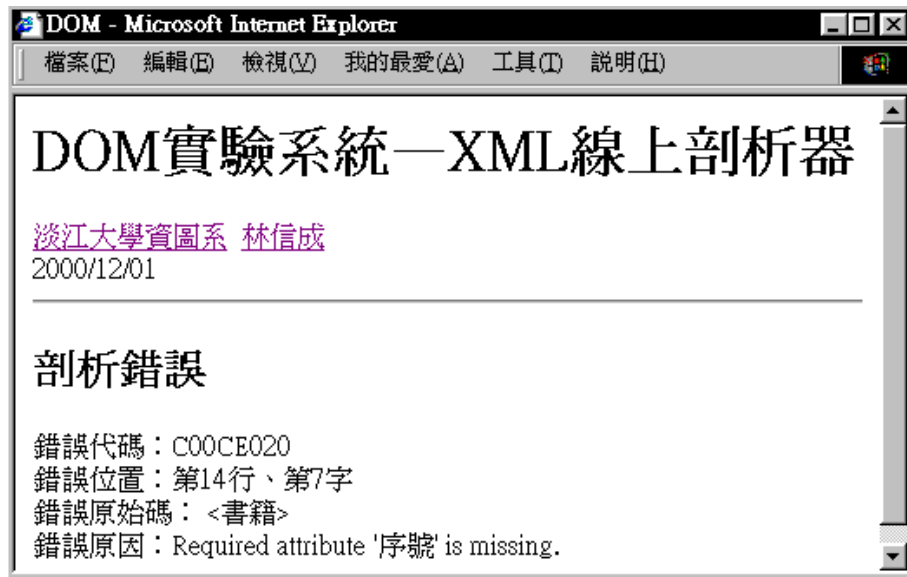 DOM - Microsoft Internet Explorer
檔案(F) 編輯(E) 檢視(V) 我的最愛(A) 工具(T) 說明(H)
DOM實驗系統—XML線上剖析器
淡江大學資圖系 林信成
2000/12/01
剖析錯誤
錯誤代碼：C00CE020
錯誤位置：第14行、第7字
錯誤原始碼： <書籍>
錯誤原因：Required attribute '序號' is missing.